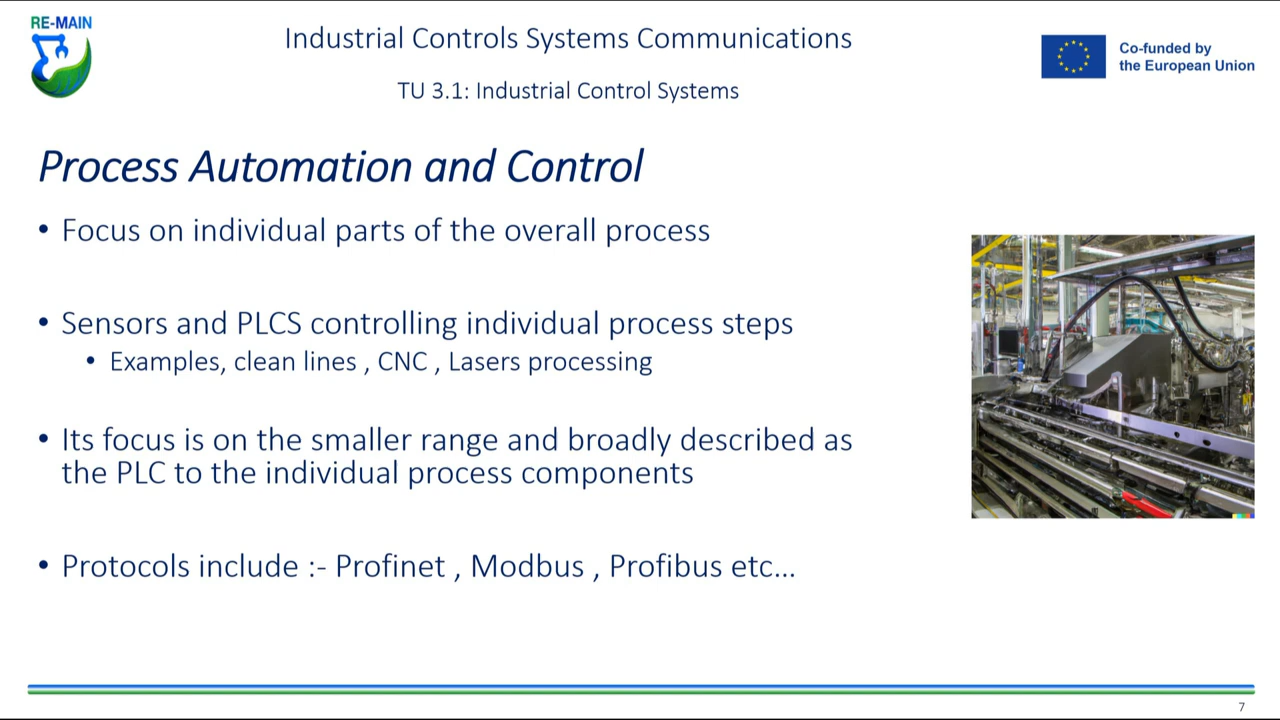 RE-MAIN
Industrial Controls Systems Communications
TU 3.1: Industrial Control Systems
Co-funded by
the European Union
Process Automation and Control
• Focus on individual parts of the overall process
• Sensors and PLCS controlling individual process steps
• Examples, clean lines , CNC , Lasers processing
• Its focus is on the smaller range and broadly described as
the PLC to the individual process components
• Protocols include :- Profinet , Modbus , Profibus etc…
7